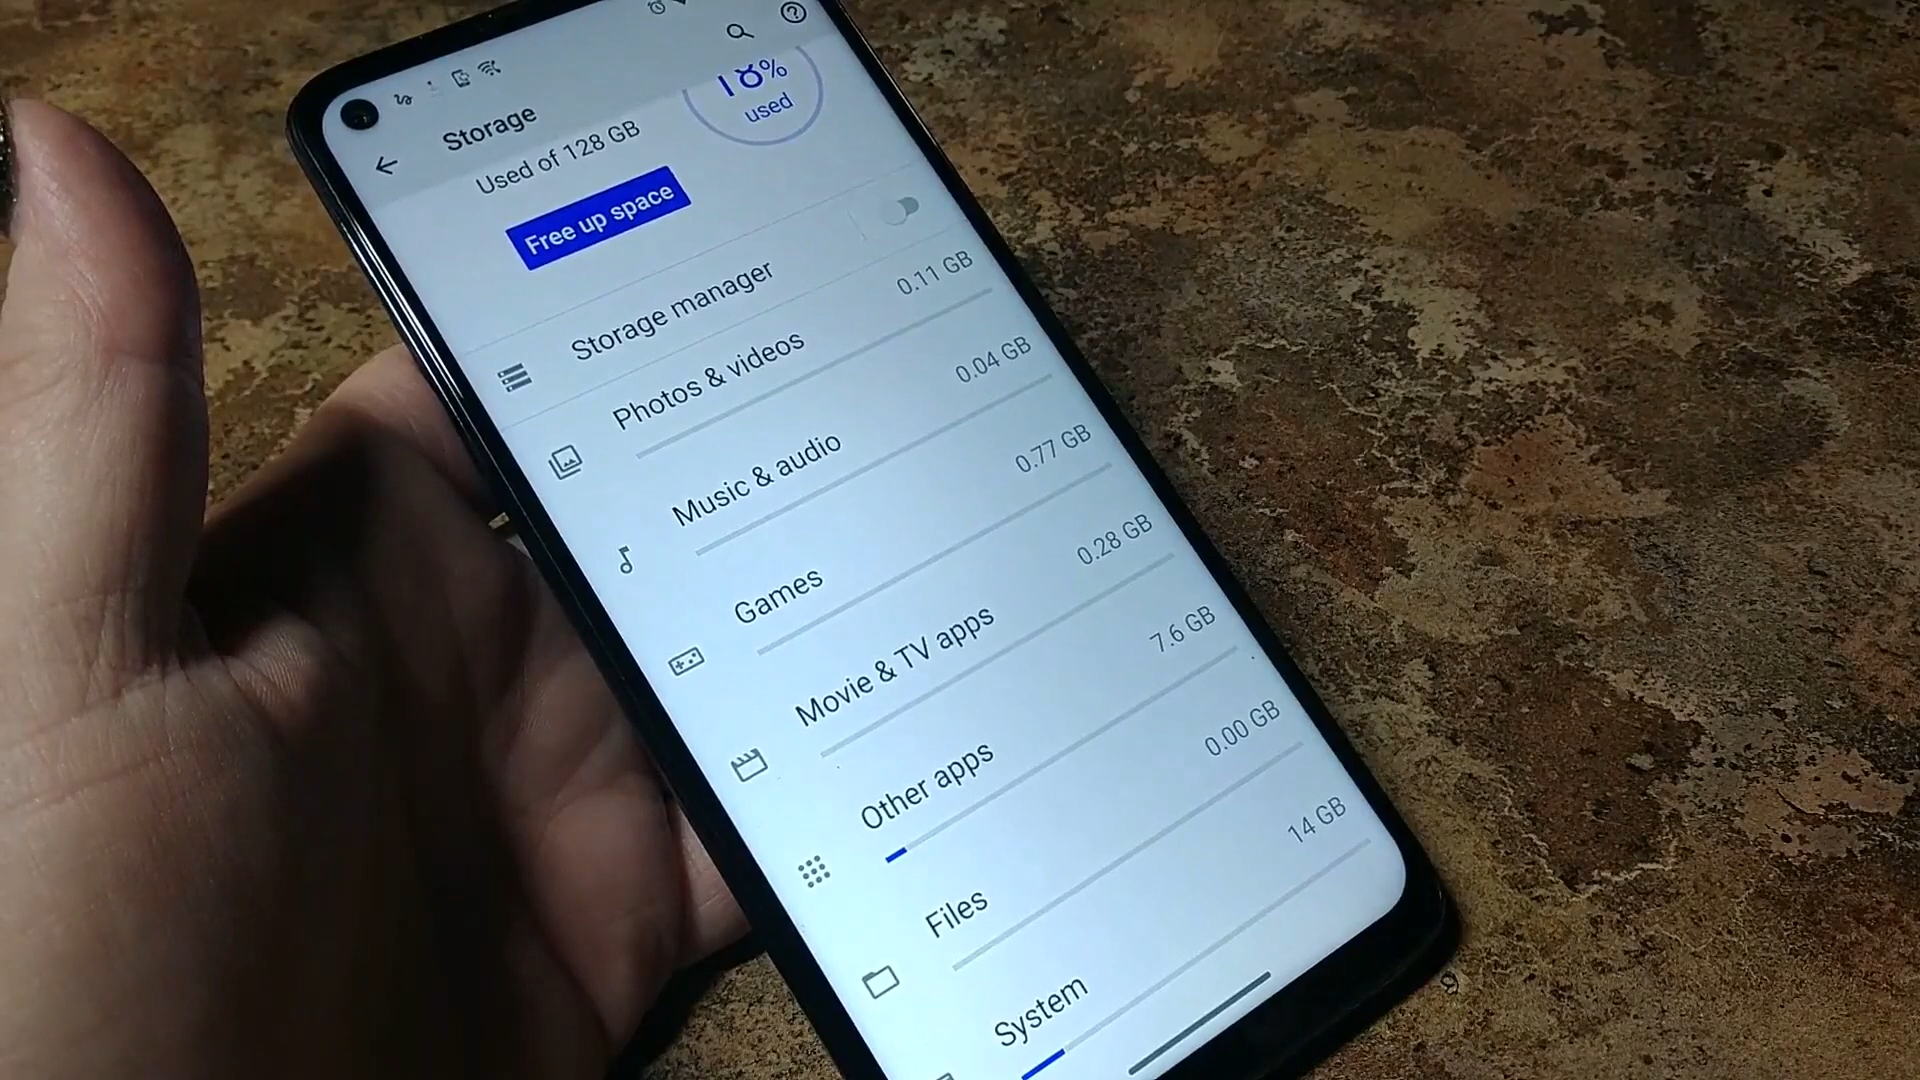 Storage
Used of 128 GB
18%
used
Free up space
Storage manager
Photos & videos
0.11 GB
Music & audio
0.04 GB
Games
0.77 GB
Movie & TV apps
0.28 GB
Other apps
7.6 GB
Files
0.00 GB
System
14 GB